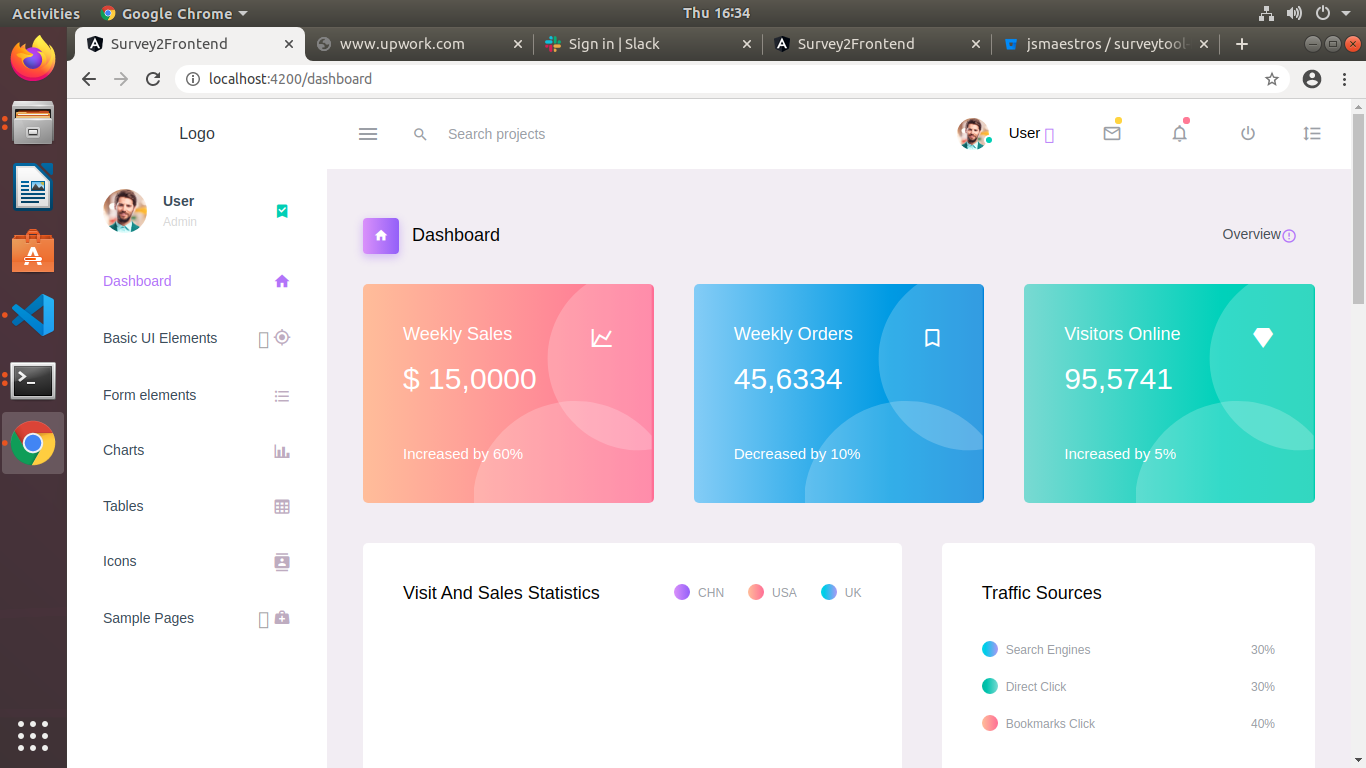 Activities Google Chrome Thu 16:34
Survey2Frontend www.upwork.com Sign in | Slack Survey2Frontend jsmaestros / surveytool-
localhost:4200/dashboard
Logo Search projects User
User
Admin
Dashboard
Basic UI Elements
Form elements
Charts
Tables
Icons
Sample Pages
Dashboard Overview
Weekly Sales
$ 15,0000
Increased by 60%
Weekly Orders
45,6334
Decreased by 10%
Visitors Online
95,5741
Increased by 5%
Visit And Sales Statistics CHN USA UK
Traffic Sources
Search Engines 30%
Direct Click 30%
Bookmarks Click 40%